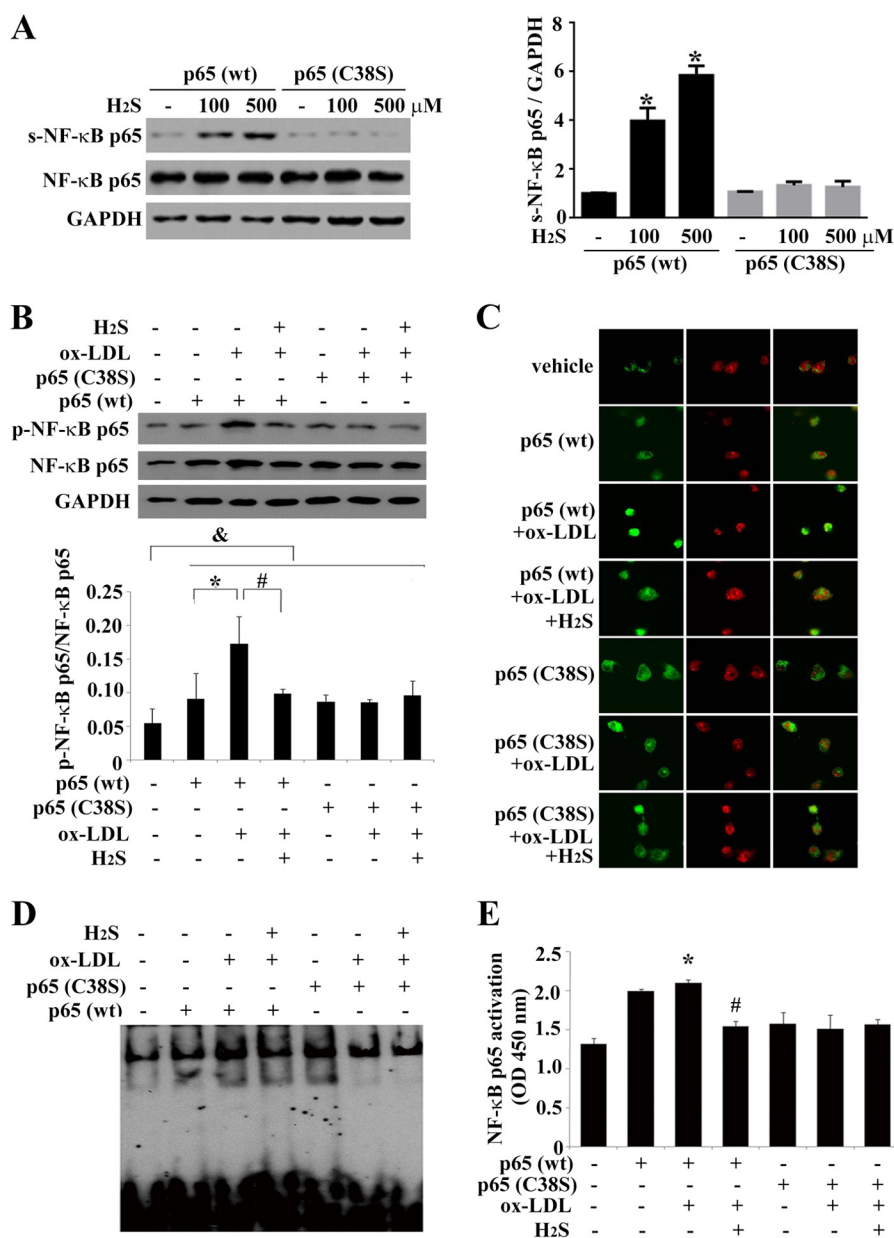 A
p65 (wt) p65 (C38S)
H2S - 100 500 - 100 500 μM
s-NF-κB p65
NF-κB p65
GAPDH
s-NF-κB p65 / GAPDH
8
6
4
2
0
* *
H2S - 100 500 - 100 500 μM
p65 (wt) p65 (C38S)
B
H2S - - - + - - +
ox-LDL - - + + - + +
p65 (C38S) - - - - + + +
p65 (wt) - + + + - - -
p-NF-κB p65
NF-κB p65
GAPDH
&
* #
p-NF-κB p65/NF-κB p65
0.25
0.20
0.15
0.10
0.05
0
p65 (wt) - + + + - - -
p65 (C38S) - - - - + + +
ox-LDL - - + + - + +
H2S - - - + - - +
C
vehicle
p65 (wt)
p65 (wt)
+ox-LDL
p65 (wt)
+ox-LDL
+H2S
p65 (C38S)
p65 (C38S)
+ox-LDL
p65 (C38S)
+ox-LDL
+H2S
D
H2S - - - + - - +
ox-LDL - - + + - + +
p65 (C38S) - - - - + + +
p65 (wt) - + + + - - -
E
NF-κB p65 activation
(OD 450 nm)
2.5
2.0
1.5
1.0
0.5
0
* #
p65 (wt) - + + + - - -
p65 (C38S) - - - - + + +
ox-LDL - - + + - + +
H2S - - - + - - +